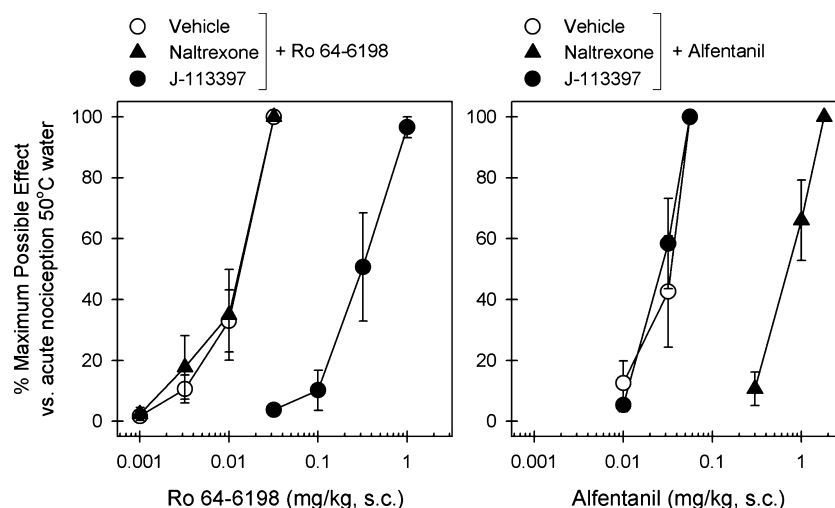 Vehicle
Naltrexone + Ro 64-6198
J-113397
Vehicle
Naltrexone + Alfentanil
J-113397
% Maximum Possible Effect
vs. acute nociception 50°C water
100
80
60
40
20
0
0.001 0.01 0.1 1
Ro 64-6198 (mg/kg, s.c.)
100
80
60
40
20
0
0.001 0.01 0.1 1
Alfentanil (mg/kg, s.c.)